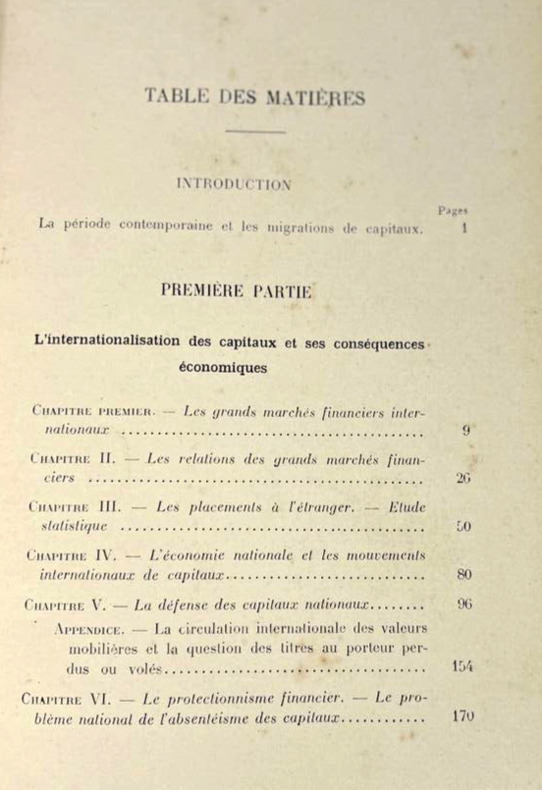 TABLE DES MATIÈRES
INTRODUCTION
Pages
La période contemporaine et les migrations de capitaux. 1
PREMIÈRE PARTIE
L'internationalisation des capitaux et ses conséquences
économiques
CHAPITRE PREMIER. — Les grands marchés financiers inter-
nationaux ........................................ 9
CHAPITRE II. — Les relations des grands marchés finan-
ciers ............................................ 26
CHAPITRE III. — Les placements à l'étranger. — Etude
statistique ........................................ 50
CHAPITRE IV. — L'économie nationale et les mouvements
internationaux de capitaux........................... 80
CHAPITRE V. — La défense des capitaux nationaux........ 96
APPENDICE. — La circulation internationale des valeurs
mobilières et la question des titres au porteur per-
dus ou volés................................... 154
CHAPITRE VI. — Le protectionnisme financier. — Le pro-
blème national de l'absentéisme des capitaux............ 170